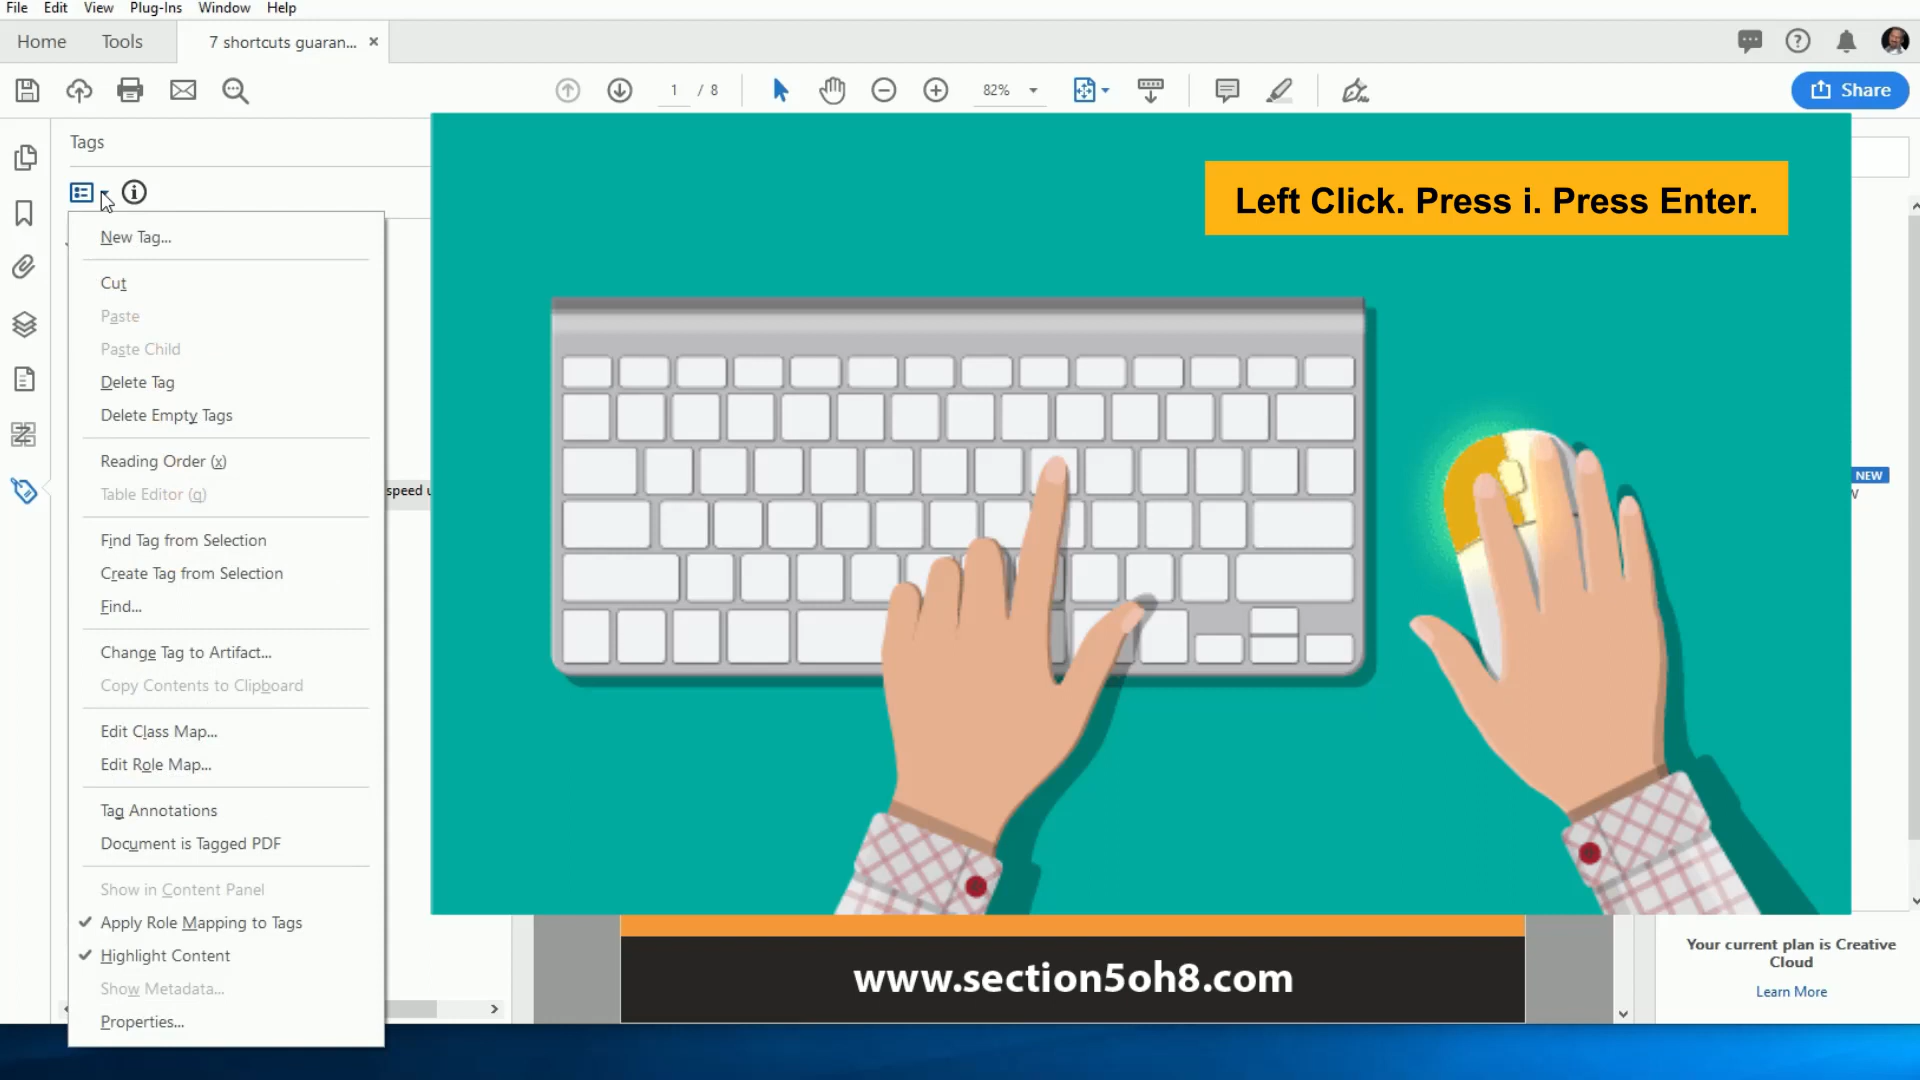 File Edit View Plug-Ins Window Help
Home Tools 7 shortcuts guaran...
1 / 8 82% Share
Tags
Left Click. Press i. Press Enter.
New Tag...
Cut
Paste
Paste Child
Delete Tag
Delete Empty Tags
Reading Order (x)
Table Editor (q)
speed u
NEW
Find Tag from Selection
Create Tag from Selection
Find...
Change Tag to Artifact...
Copy Contents to Clipboard
Edit Class Map...
Edit Role Map...
Tag Annotations
Document is Tagged PDF
Show in Content Panel
Apply Role Mapping to Tags
Highlight Content
Show Metadata...
Properties...
www.section5oh8.com
Your current plan is Creative
Cloud
Learn More